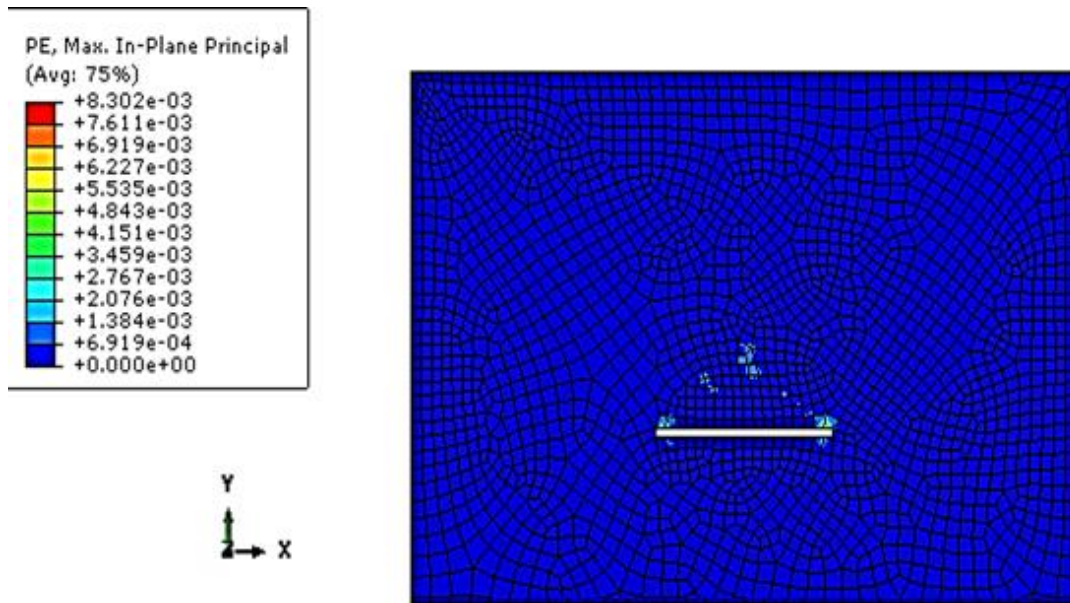 PE, Max. In-Plane Principal
(Avg: 75%)
+8.302e-03
+7.611e-03
+6.919e-03
+6.227e-03
+5.535e-03
+4.843e-03
+4.151e-03
+3.459e-03
+2.767e-03
+2.076e-03
+1.384e-03
+6.919e-04
+0.000e+00
Y
Z X